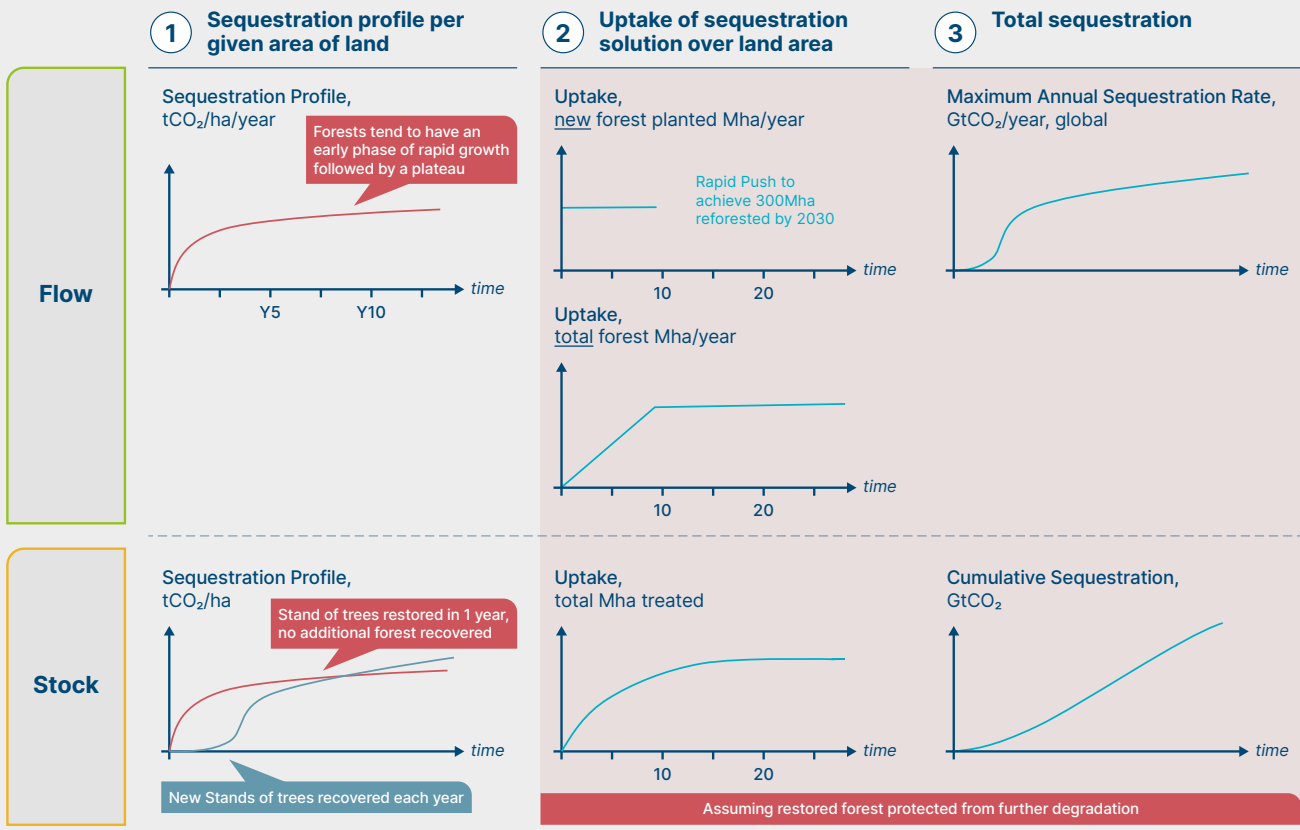 1
Sequestration profile per
given area of land
2
Uptake of sequestration
solution over land area
3
Total sequestration
Flow
Sequestration Profile,
tCO₂/ha/year
Forests tend to have an
early phase of rapid growth
followed by a plateau
time
Y5
Y10
Uptake,
new forest planted Mha/year
Rapid Push to
achieve 300Mha
reforested by 2030
time
10
20
Uptake,
total forest Mha/year
time
10
20
Maximum Annual Sequestration Rate,
GtCO₂/year, global
time
Stock
Sequestration Profile,
tCO₂/ha
Stand of trees restored in 1 year,
no additional forest recovered
time
New Stands of trees recovered each year
Uptake,
total Mha treated
time
10
20
Cumulative Sequestration,
GtCO₂
time
Assuming restored forest protected from further degradation